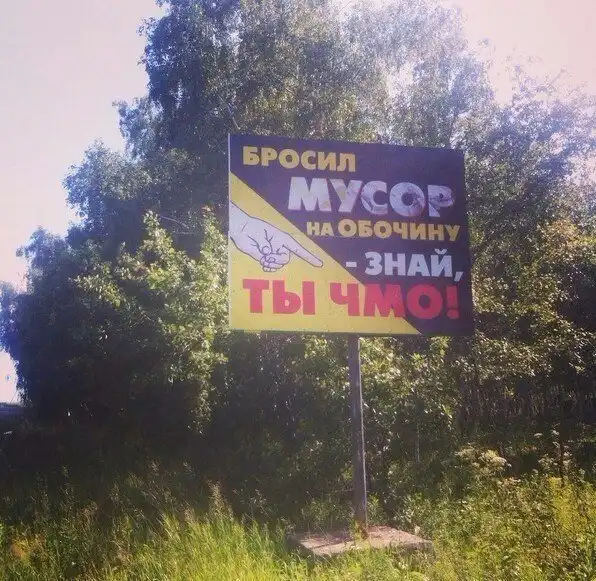 БРОСИЛ
МУСОР
НА ОБОЧИНУ
- ЗНАЙ,
ТЫ ЧМО!